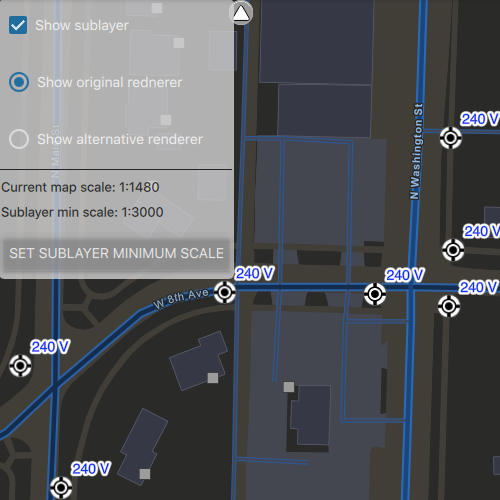 Show sublayer
Show original rednerer
Show alternative renderer
Current map scale: 1:1480
Sublayer min scale: 1:3000
SET SUBLAYER MINIMUM SCALE
N Main St
N Washington St
W 8th Ave
240 V
240 V
240 V
240 V
240 V
240 V
240 V